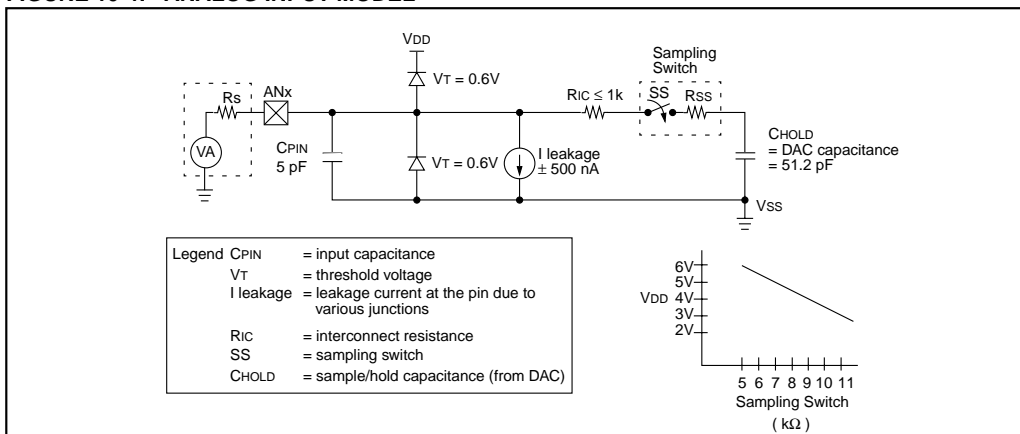 FIGURE 16-4: ANALOG INPUT MODEL
VDD
Sampling
Switch
VT = 0.6V
Rs
ANx
RIC ≤ 1k
SS
RSS
VA
CPIN
5 pF
VT = 0.6V
I leakage
± 500 nA
CHOLD
= DAC capacitance
= 51.2 pF
VSS
Legend CPIN = input capacitance
VT = threshold voltage
I leakage = leakage current at the pin due to
various junctions
RIC = interconnect resistance
SS = sampling switch
CHOLD = sample/hold capacitance (from DAC)
6V
5V
VDD 4V
3V
2V
5 6 7 8 9 10 11
Sampling Switch
( kΩ )